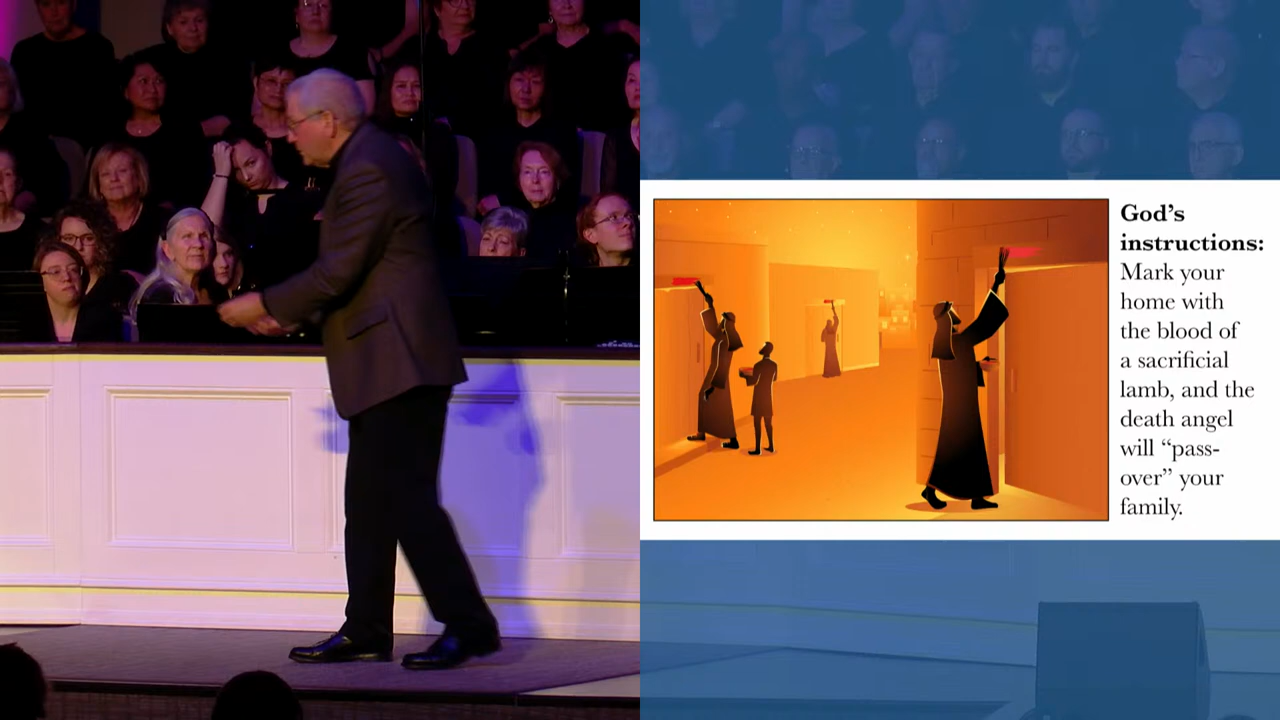 God’s
instructions:
Mark your
home with
the blood of
a sacrificial
lamb, and the
death angel
will “pass-
over” your
family.